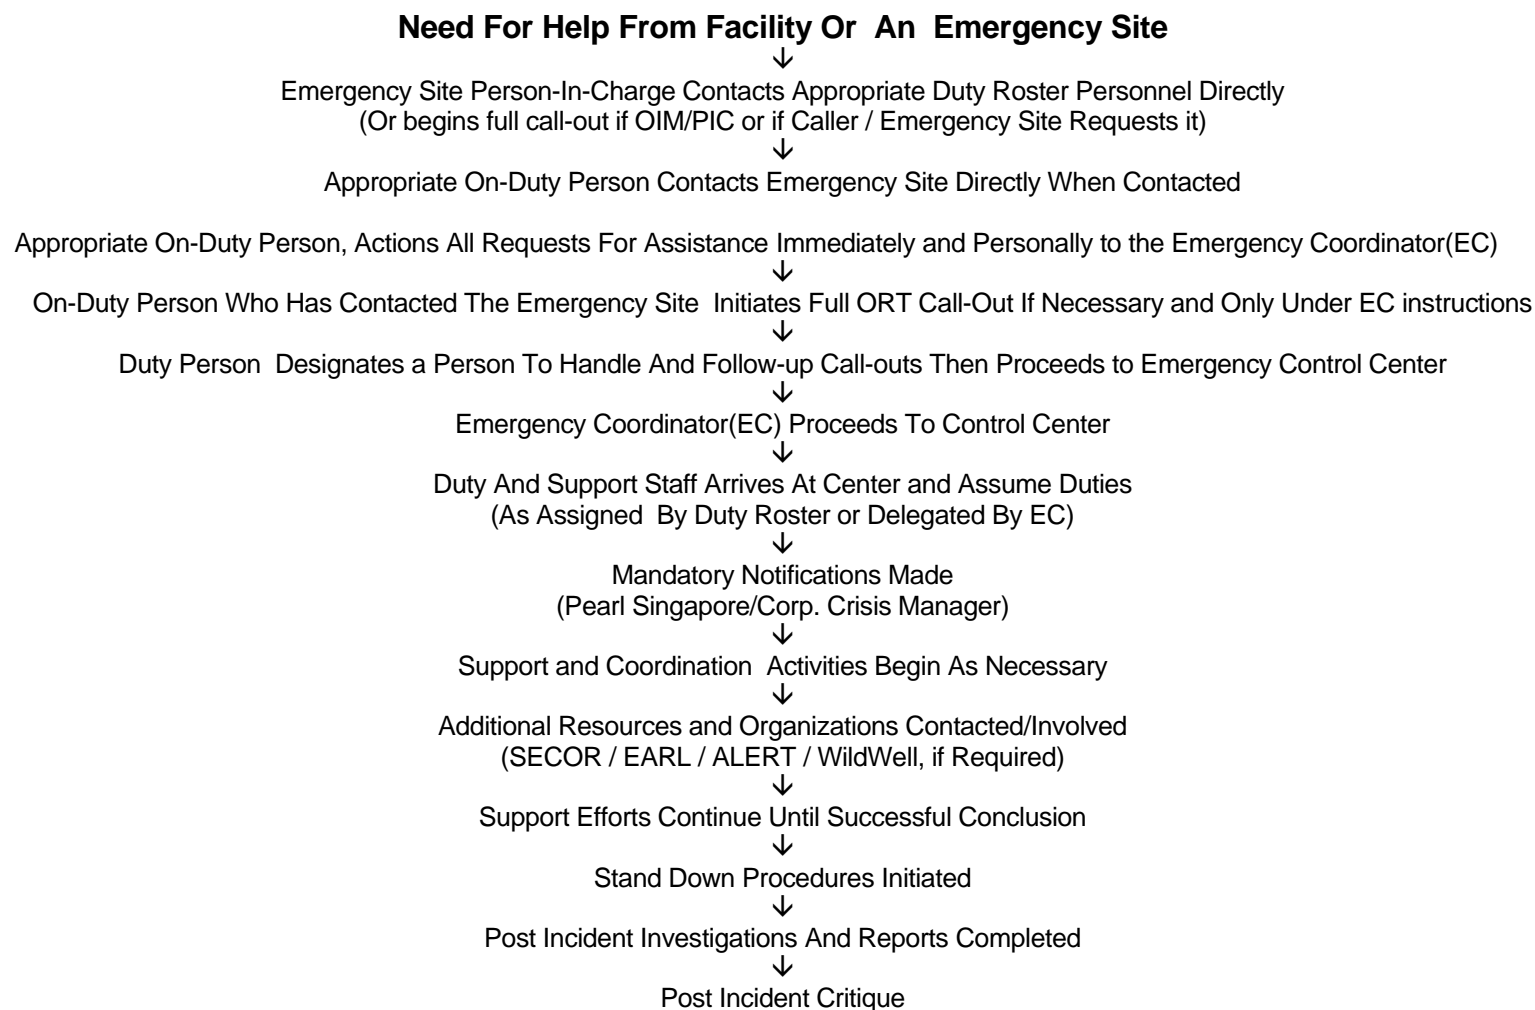 Need For Help From Facility Or An Emergency Site
↓
Emergency Site Person-In-Charge Contacts Appropriate Duty Roster Personnel Directly
(Or begins full call-out if OIM/PIC or if Caller / Emergency Site Requests it)
↓
Appropriate On-Duty Person Contacts Emergency Site Directly When Contacted
Appropriate On-Duty Person, Actions All Requests For Assistance Immediately and Personally to the Emergency Coordinator(EC)
↓
On-Duty Person Who Has Contacted The Emergency Site Initiates Full ORT Call-Out If Necessary and Only Under EC instructions
↓
Duty Person Designates a Person To Handle And Follow-up Call-outs Then Proceeds to Emergency Control Center
↓
Emergency Coordinator(EC) Proceeds To Control Center
↓
Duty And Support Staff Arrives At Center and Assume Duties
(As Assigned By Duty Roster or Delegated By EC)
↓
Mandatory Notifications Made
(Pearl Singapore/Corp. Crisis Manager)
↓
Support and Coordination Activities Begin As Necessary
↓
Additional Resources and Organizations Contacted/Involved
(SECOR / EARL / ALERT / WildWell, if Required)
↓
Support Efforts Continue Until Successful Conclusion
↓
Stand Down Procedures Initiated
↓
Post Incident Investigations And Reports Completed
↓
Post Incident Critique